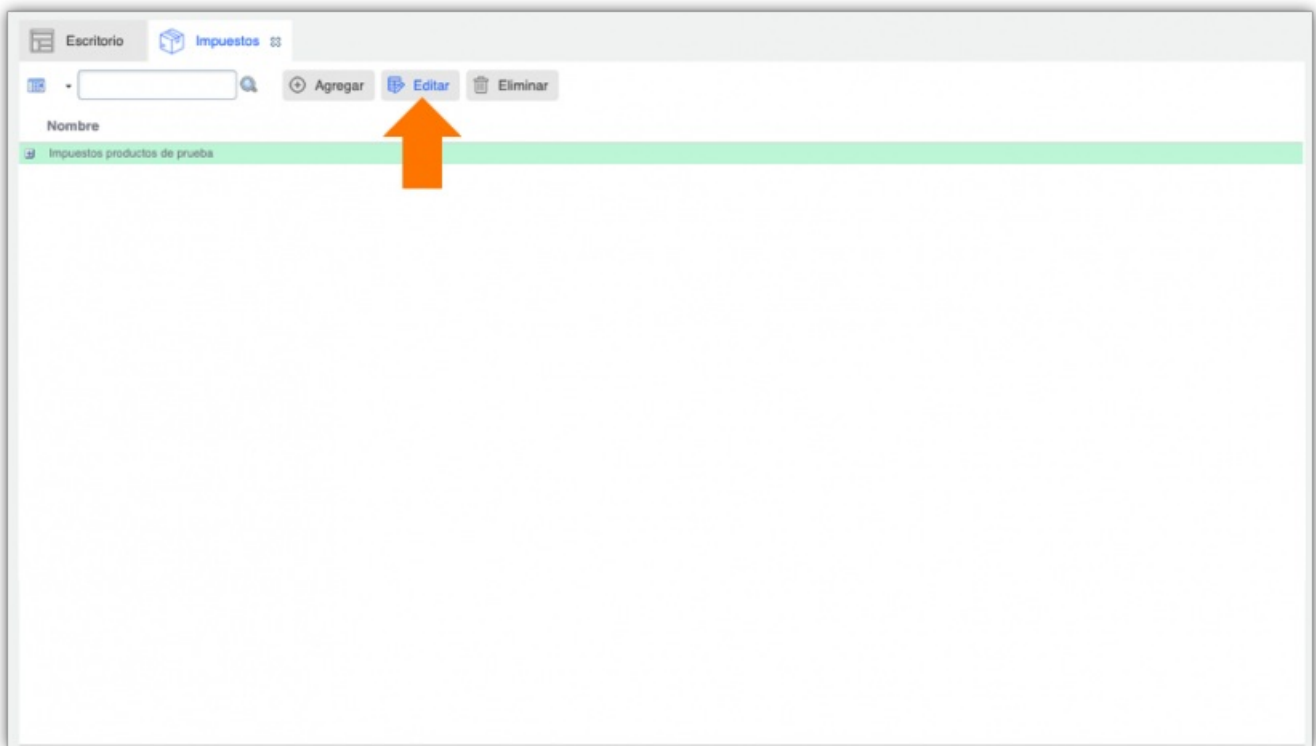 Escritorio Impuestos
Agregar Editar Eliminar
Nombre
Impuestos productos de prueba